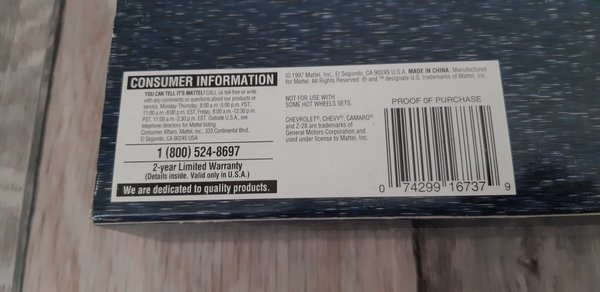 CONSUMER INFORMATION
YOU CAN TELL IT'S MATTEL! CALL us toll-free or write
with any comments or questions about our products or
service. Monday-Thursday, 8:00 a.m.-5:00 p.m. PST;
11:00 a.m.-8:00 p.m. EST; Friday, 8:00 a.m.-12:30 p.m.
PST; 11:00 a.m.-3:30 p.m. EST. Outside U.S.A., see
telephone directory for Mattel listing.
Consumer Affairs, Mattel, Inc., 333 Continental Blvd.,
El Segundo, CA 90245 USA
1 (800) 524-8697
2-year Limited Warranty
(Details inside. Valid only in U.S.A.)
We are dedicated to quality products.
© 1997 Mattel, Inc., El Segundo, CA 90245 U.S.A. MADE IN CHINA. Manufactured
for Mattel. All Rights Reserved. ® and ™ designate U.S. trademarks of Mattel, Inc.
NOT FOR USE WITH
SOME HOT WHEELS SETS.
CHEVROLET®, CHEVY®, CAMARO®
and Z-28 are trademarks of
General Motors Corporation and
used under license to Mattel, Inc.
PROOF OF PURCHASE
0 74299 16737 9